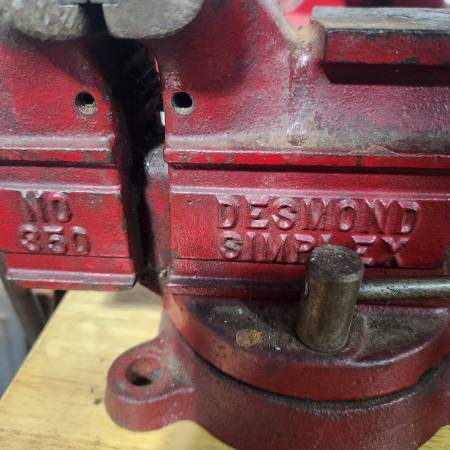 NO
350
DESMOND
SIMPLEX